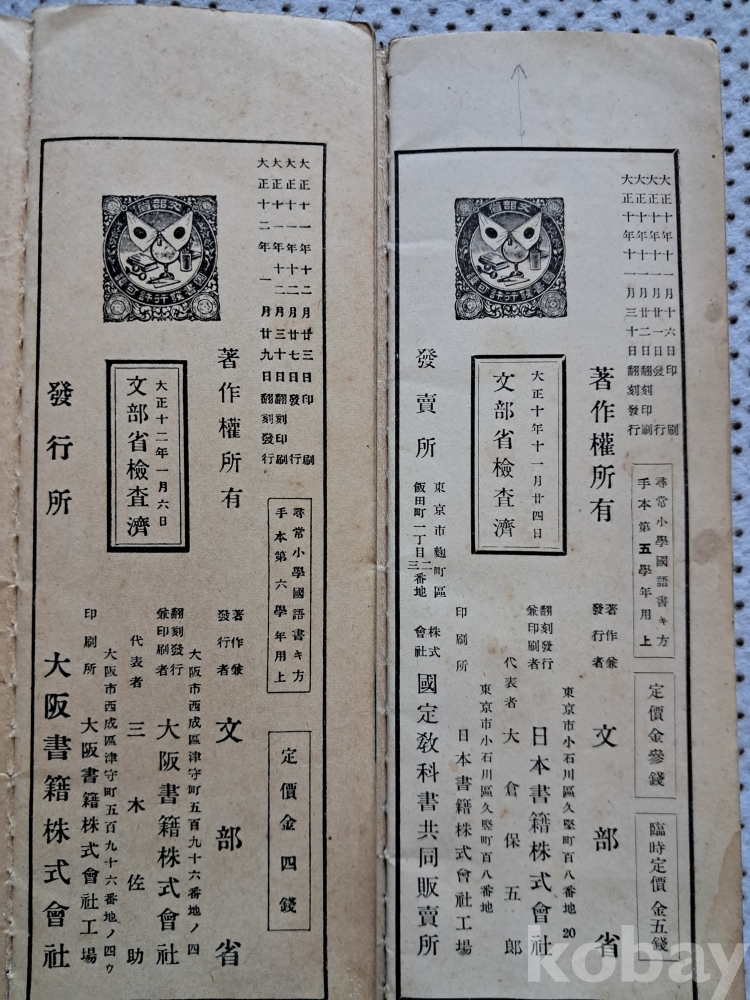 大正十年十一月十六日印刷
大正十年十一月廿一日發行
大正十年十一月廿二日翻刻印刷
大正十年十一月三十日翻刻發行
尋常小學國語書キ方
手本第五學年用上
定價金參錢
臨時定價 金五錢
文部省
著作權所有
著作兼
發行者
文部省
大正十年十一月廿四日
文部省檢査濟
東京市小石川區久堅町百八番地
20
翻刻發行
兼印刷者
日本書籍株式會社
代表者 大倉保五郎
東京市小石川區久堅町百八番地
印刷所 日本書籍株式會社工場
發賣所
東京市麴町區
飯田町一丁目二三番地
株式
會社
國定教科書共同販賣所
大正十一年十二月廿三日印刷
大正十一年十二月廿七日發行
大正十一年十二月三十日翻刻印刷
大正十二年一月廿九日翻刻發行
尋常小學國語書キ方
手本第六學年用上
定價金四錢
文部省
著作權所有
著作兼
發行者
文部省
大正十二年一月六日
文部省檢査濟
大阪市西成區津守町五百九十六番地ノ四
翻刻發行
兼印刷者
大阪書籍株式會社
代表者 三木佐助
大阪市西成區津守町五百九十六番地ノ四ウ
印刷所 大阪書籍株式會社工場
發行所 大阪書籍株式會社
kobay